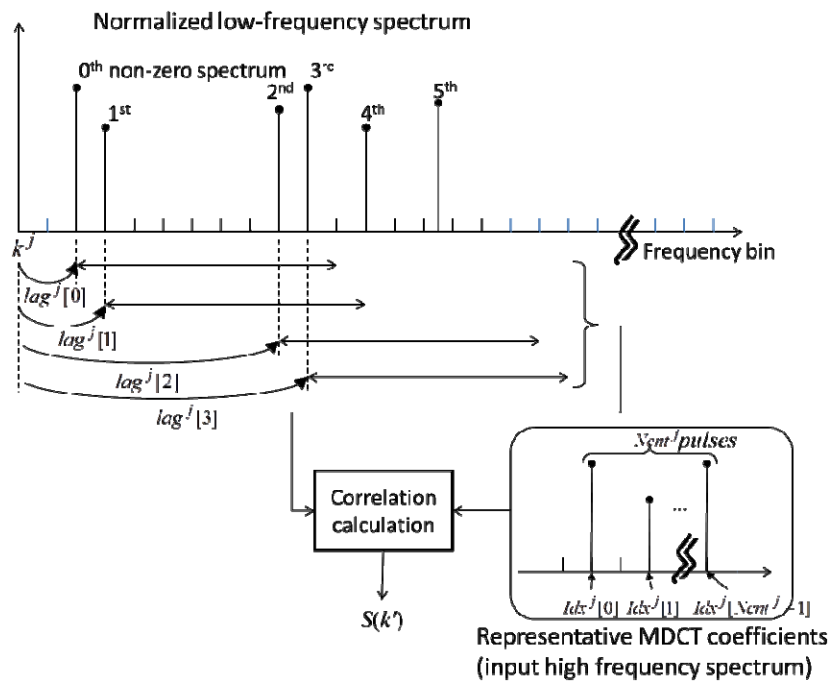 Normalized low-frequency spectrum
0th non-zero spectrum
3rc
1st
2nd
4th
5th
k^j
Frequency bin
lag^j[0]
lag^j[1]
lag^j[2]
lag^j[3]
Ncnt^j pulses
Correlation
calculation
...
Idx^j[0] Idx^j[1] Idx^j[Ncnt^j-1]
S(k')
Representative MDCT coefficients
(input high frequency spectrum)